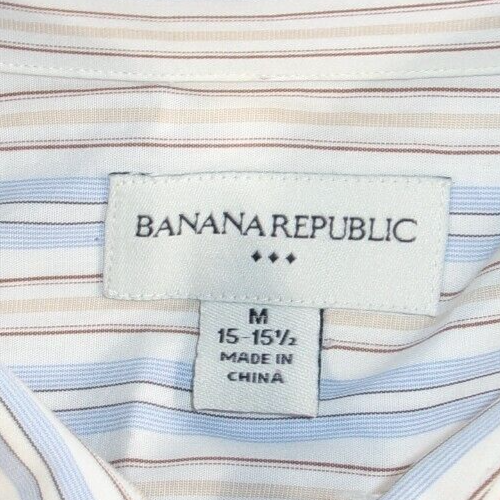 BANANA REPUBLIC
M
15-15½
MADE IN
CHINA